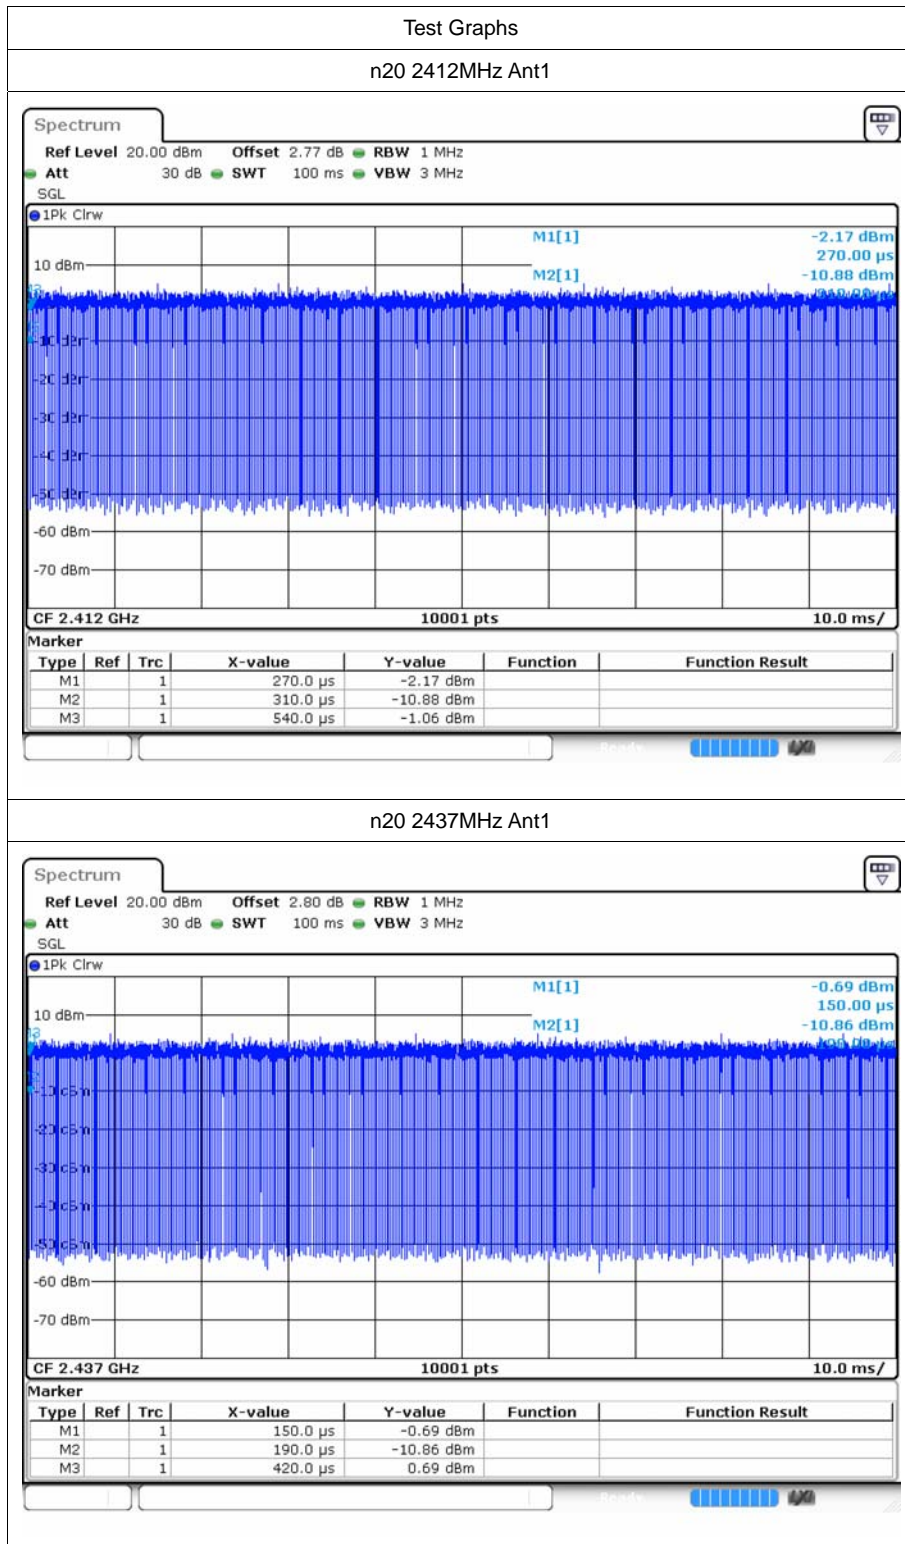 Test Graphs
n20 2412MHz Ant1
Spectrum
Ref Level 20.00 dBm Offset 2.77 dB RBW 1 MHz
Att 30 dB SWT 100 ms VBW 3 MHz
SGL
1Pk Clrw
M1[1] -2.17 dBm
270.00 µs
10 dBm
M2[1] -10.88 dBm
-60 dBm
-70 dBm
CF 2.412 GHz 10001 pts 10.0 ms/
Marker
Type Ref Trc X-value Y-value Function Function Result
M1 1 270.0 µs -2.17 dBm
M2 1 310.0 µs -10.88 dBm
M3 1 540.0 µs -1.06 dBm
Ready
n20 2437MHz Ant1
Spectrum
Ref Level 20.00 dBm Offset 2.80 dB RBW 1 MHz
Att 30 dB SWT 100 ms VBW 3 MHz
SGL
1Pk Clrw
M1[1] -0.69 dBm
150.00 µs
10 dBm
M2[1] -10.86 dBm
-60 dBm
-70 dBm
CF 2.437 GHz 10001 pts 10.0 ms/
Marker
Type Ref Trc X-value Y-value Function Function Result
M1 1 150.0 µs -0.69 dBm
M2 1 190.0 µs -10.86 dBm
M3 1 420.0 µs 0.69 dBm
Ready